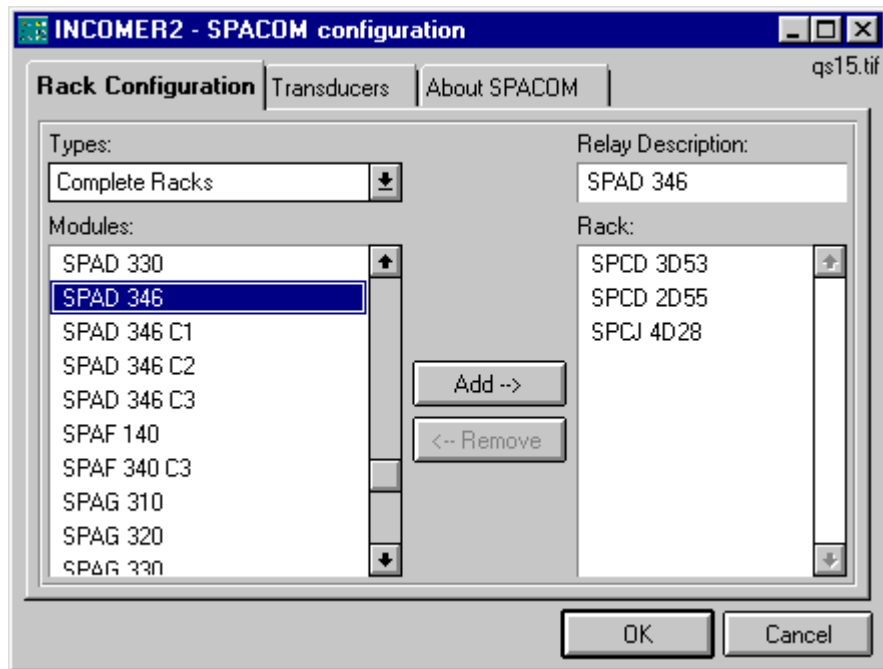 INCOMER2 - SPACOM configuration
qs15.tif
Rack Configuration
Transducers
About SPACOM
Types:
Complete Racks
Modules:
SPAD 330
SPAD 346
SPAD 346 C1
SPAD 346 C2
SPAD 346 C3
SPAF 140
SPAF 340 C3
SPAG 310
SPAG 320
SPAG 330
Add -->
<-- Remove
Relay Description:
SPAD 346
Rack:
SPCD 3D53
SPCD 2D55
SPCJ 4D28
OK
Cancel